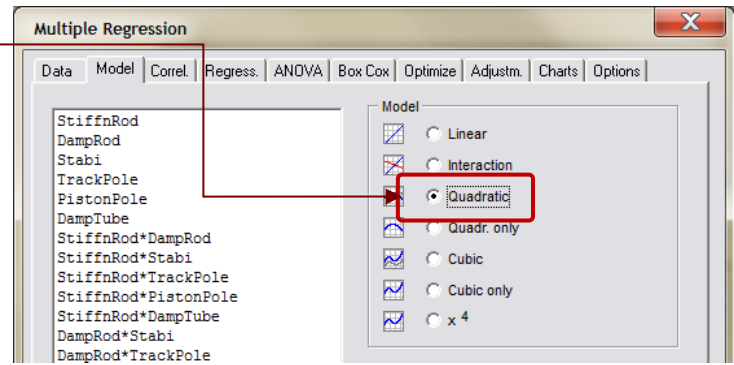 Multiple Regression
Data Model Correl. Regress. ANOVA Box Cox Optimize Adjustm. Charts Options
StiffnRod
DampRod
Stabi
TrackPole
PistonPole
DampTube
StiffnRod*DampRod
StiffnRod*Stabi
StiffnRod*TrackPole
StiffnRod*PistonPole
StiffnRod*DampTube
DampRod*Stabi
DampRod*TrackPole
Model
Linear
Interaction
Quadratic
Quadr. only
Cubic
Cubic only
x 4